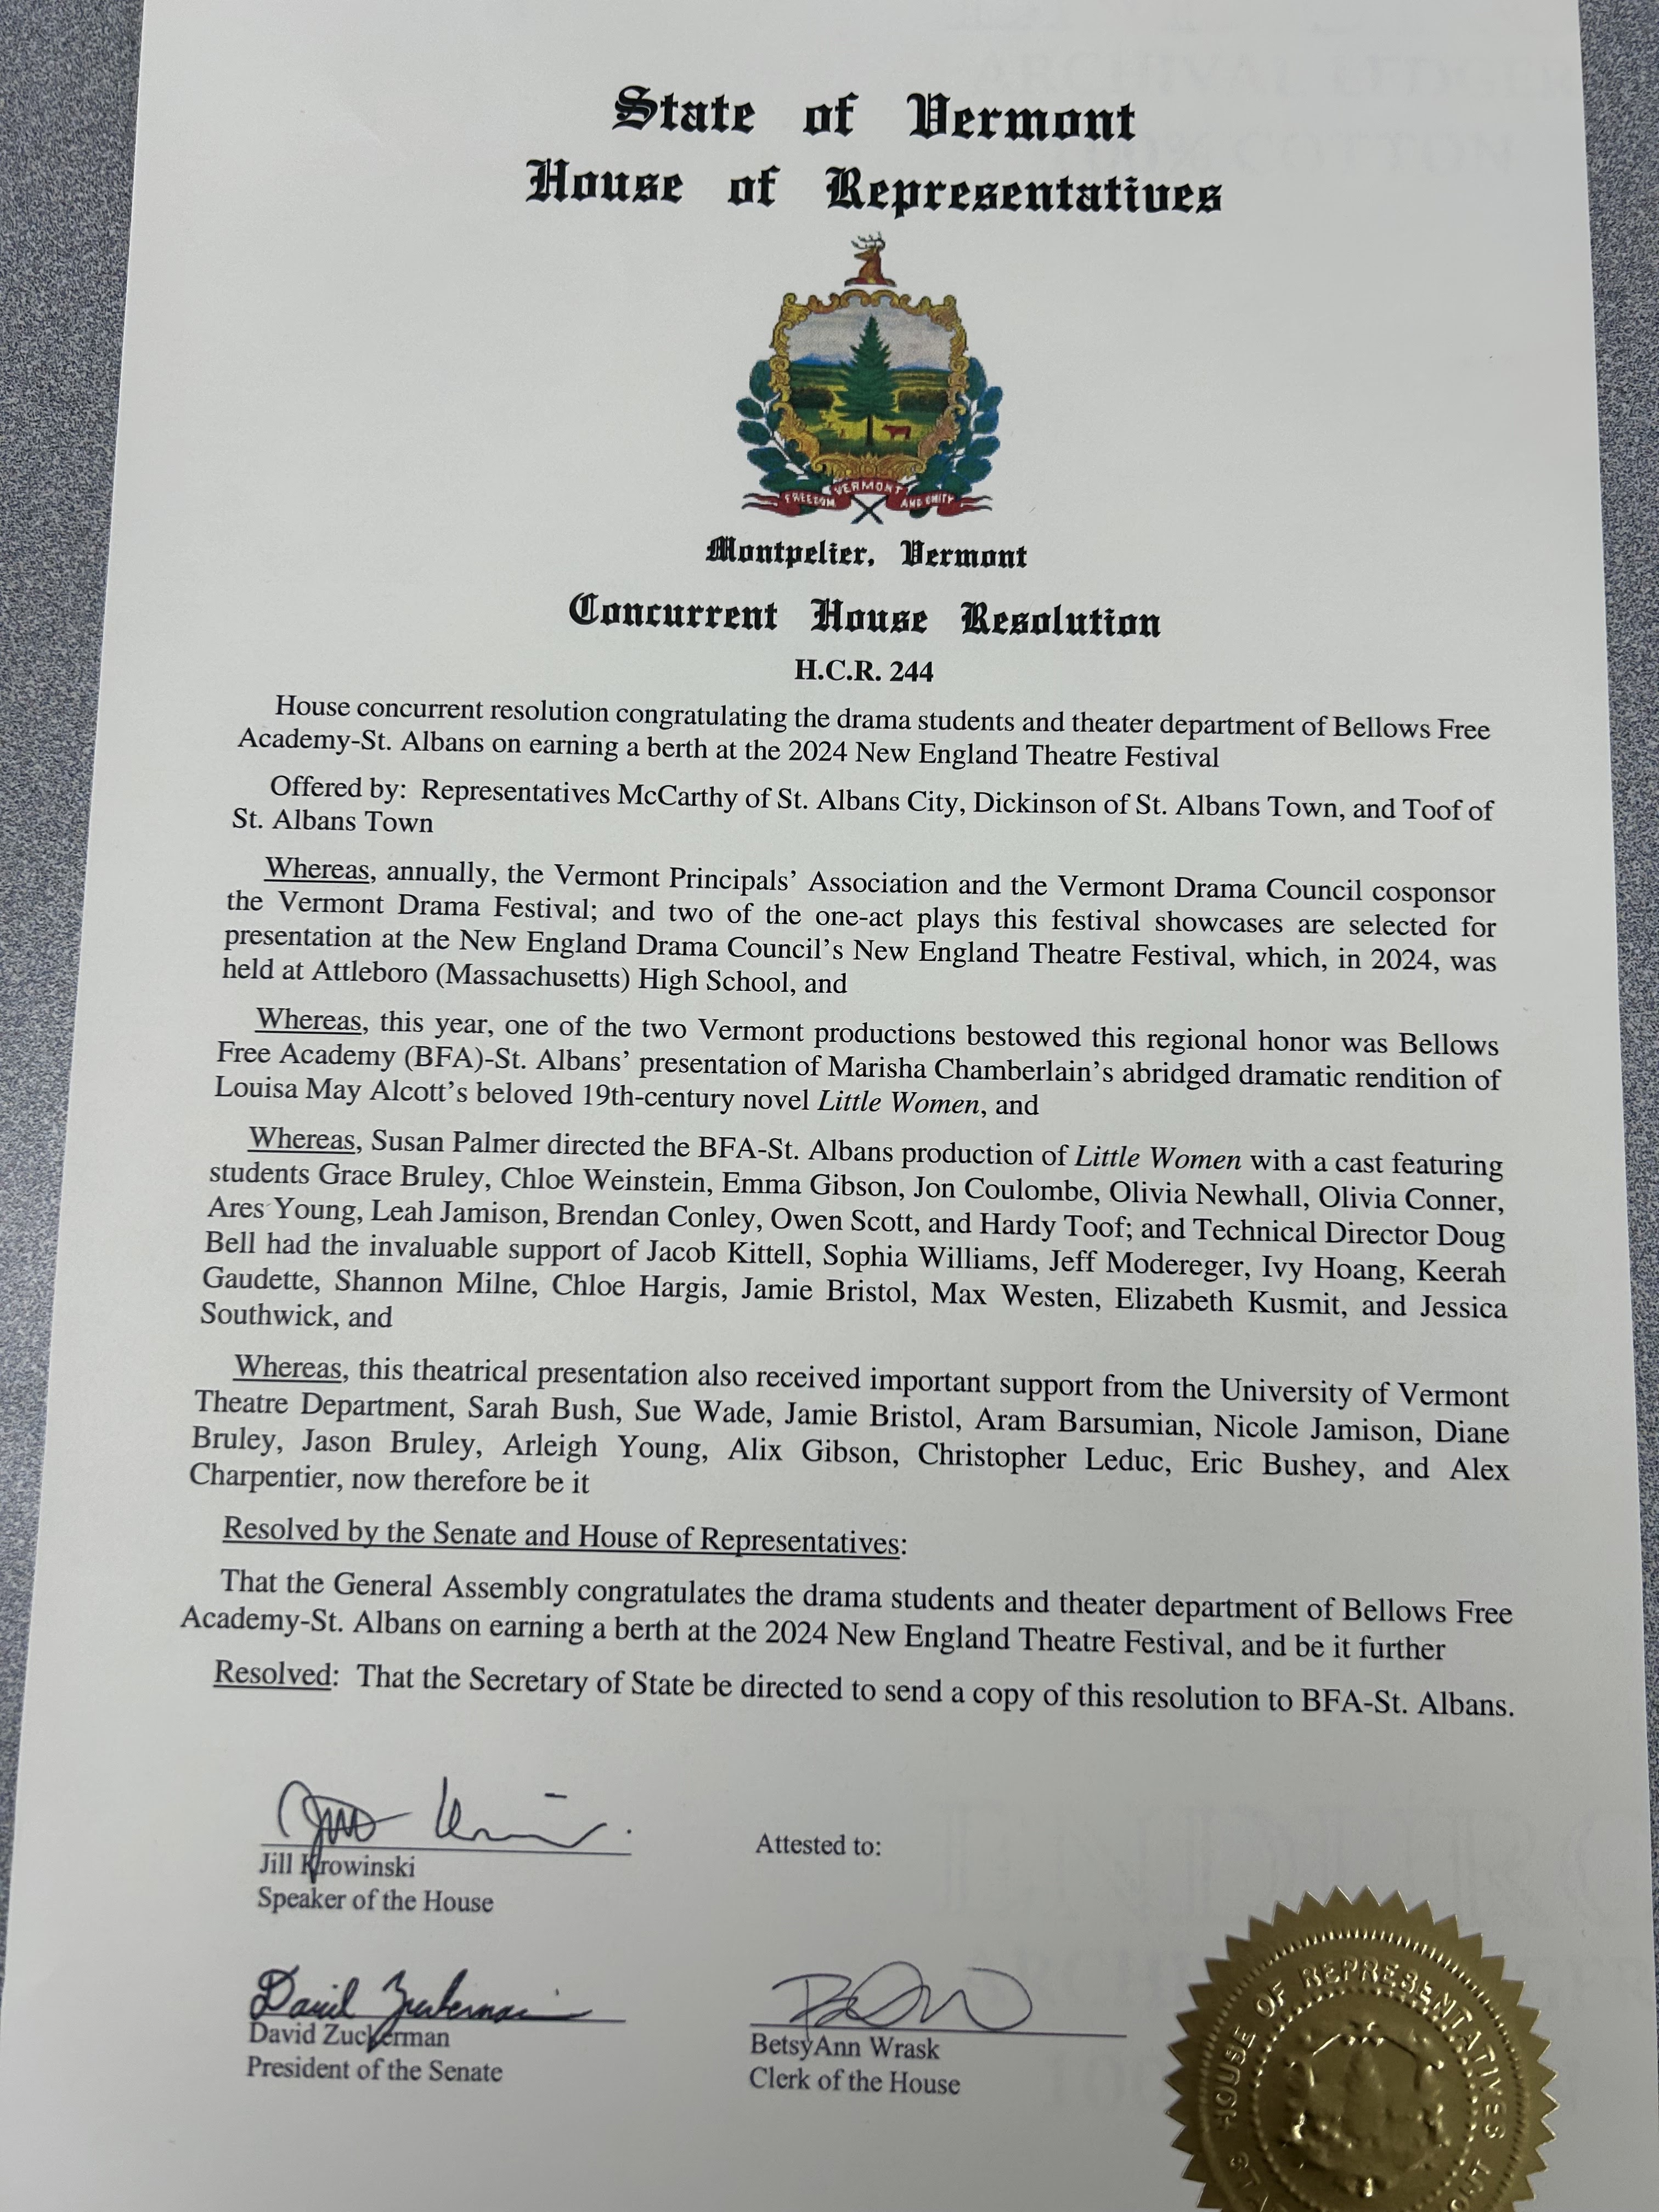 State of Vermont
House of Representatives
FREEDOM VERMONT AND UNITY
Montpelier, Vermont
Concurrent House Resolution
H.C.R. 244
House concurrent resolution congratulating the drama students and theater department of Bellows Free
Academy-St. Albans on earning a berth at the 2024 New England Theatre Festival
Offered by: Representatives McCarthy of St. Albans City, Dickinson of St. Albans Town, and Toof of
St. Albans Town
Whereas, annually, the Vermont Principals’ Association and the Vermont Drama Council cosponsor
the Vermont Drama Festival; and two of the one-act plays this festival showcases are selected for
presentation at the New England Drama Council’s New England Theatre Festival, which, in 2024, was
held at Attleboro (Massachusetts) High School, and
Whereas, this year, one of the two Vermont productions bestowed this regional honor was Bellows
Free Academy (BFA)-St. Albans’ presentation of Marisha Chamberlain’s abridged dramatic rendition of
Louisa May Alcott’s beloved 19th-century novel Little Women, and
Whereas, Susan Palmer directed the BFA-St. Albans production of Little Women with a cast featuring
students Grace Bruley, Chloe Weinstein, Emma Gibson, Jon Coulombe, Olivia Newhall, Olivia Conner,
Ares Young, Leah Jamison, Brendan Conley, Owen Scott, and Hardy Toof; and Technical Director Doug
Bell had the invaluable support of Jacob Kittell, Sophia Williams, Jeff Modereger, Ivy Hoang, Keerah
Gaudette, Shannon Milne, Chloe Hargis, Jamie Bristol, Max Westen, Elizabeth Kusmit, and Jessica
Southwick, and
Whereas, this theatrical presentation also received important support from the University of Vermont
Theatre Department, Sarah Bush, Sue Wade, Jamie Bristol, Aram Barsumian, Nicole Jamison, Diane
Bruley, Jason Bruley, Arleigh Young, Alix Gibson, Christopher Leduc, Eric Bushey, and Alex
Charpentier, now therefore be it
Resolved by the Senate and House of Representatives:
That the General Assembly congratulates the drama students and theater department of Bellows Free
Academy-St. Albans on earning a berth at the 2024 New England Theatre Festival, and be it further
Resolved: That the Secretary of State be directed to send a copy of this resolution to BFA-St. Albans.
Jill Krowinski
Speaker of the House
Attested to:
David Zuckerman
David Zuckerman
President of the Senate
BetsyAnn Wrask
Clerk of the House
HOUSE OF REPRESENTATIVES